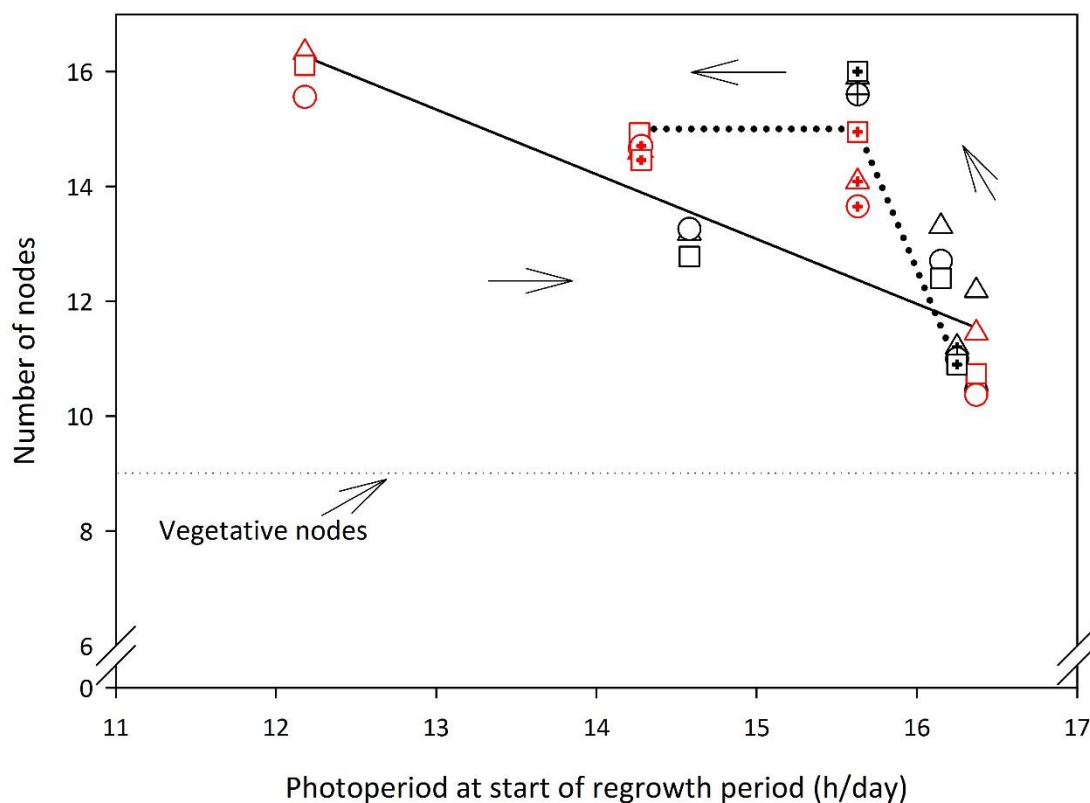 Number of nodes
16
14
12
10
8
6
0
Vegetative nodes
11 12 13 14 15 16 17
Photoperiod at start of regrowth period (h/day)